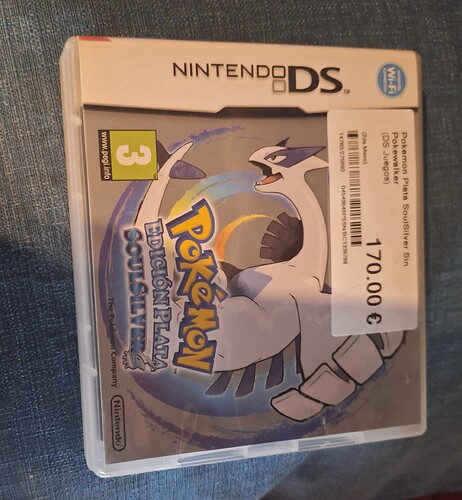 NINTENDO DS™
Wi-Fi
3
www.pegi.info
POKéMON
EDICIÓN PLATA
SOULSILVER
The Pokémon Company
Nintendo
Pokemon Plata SoulSilver Sin
Pokewalker
(DS Juegos)
170.00 €